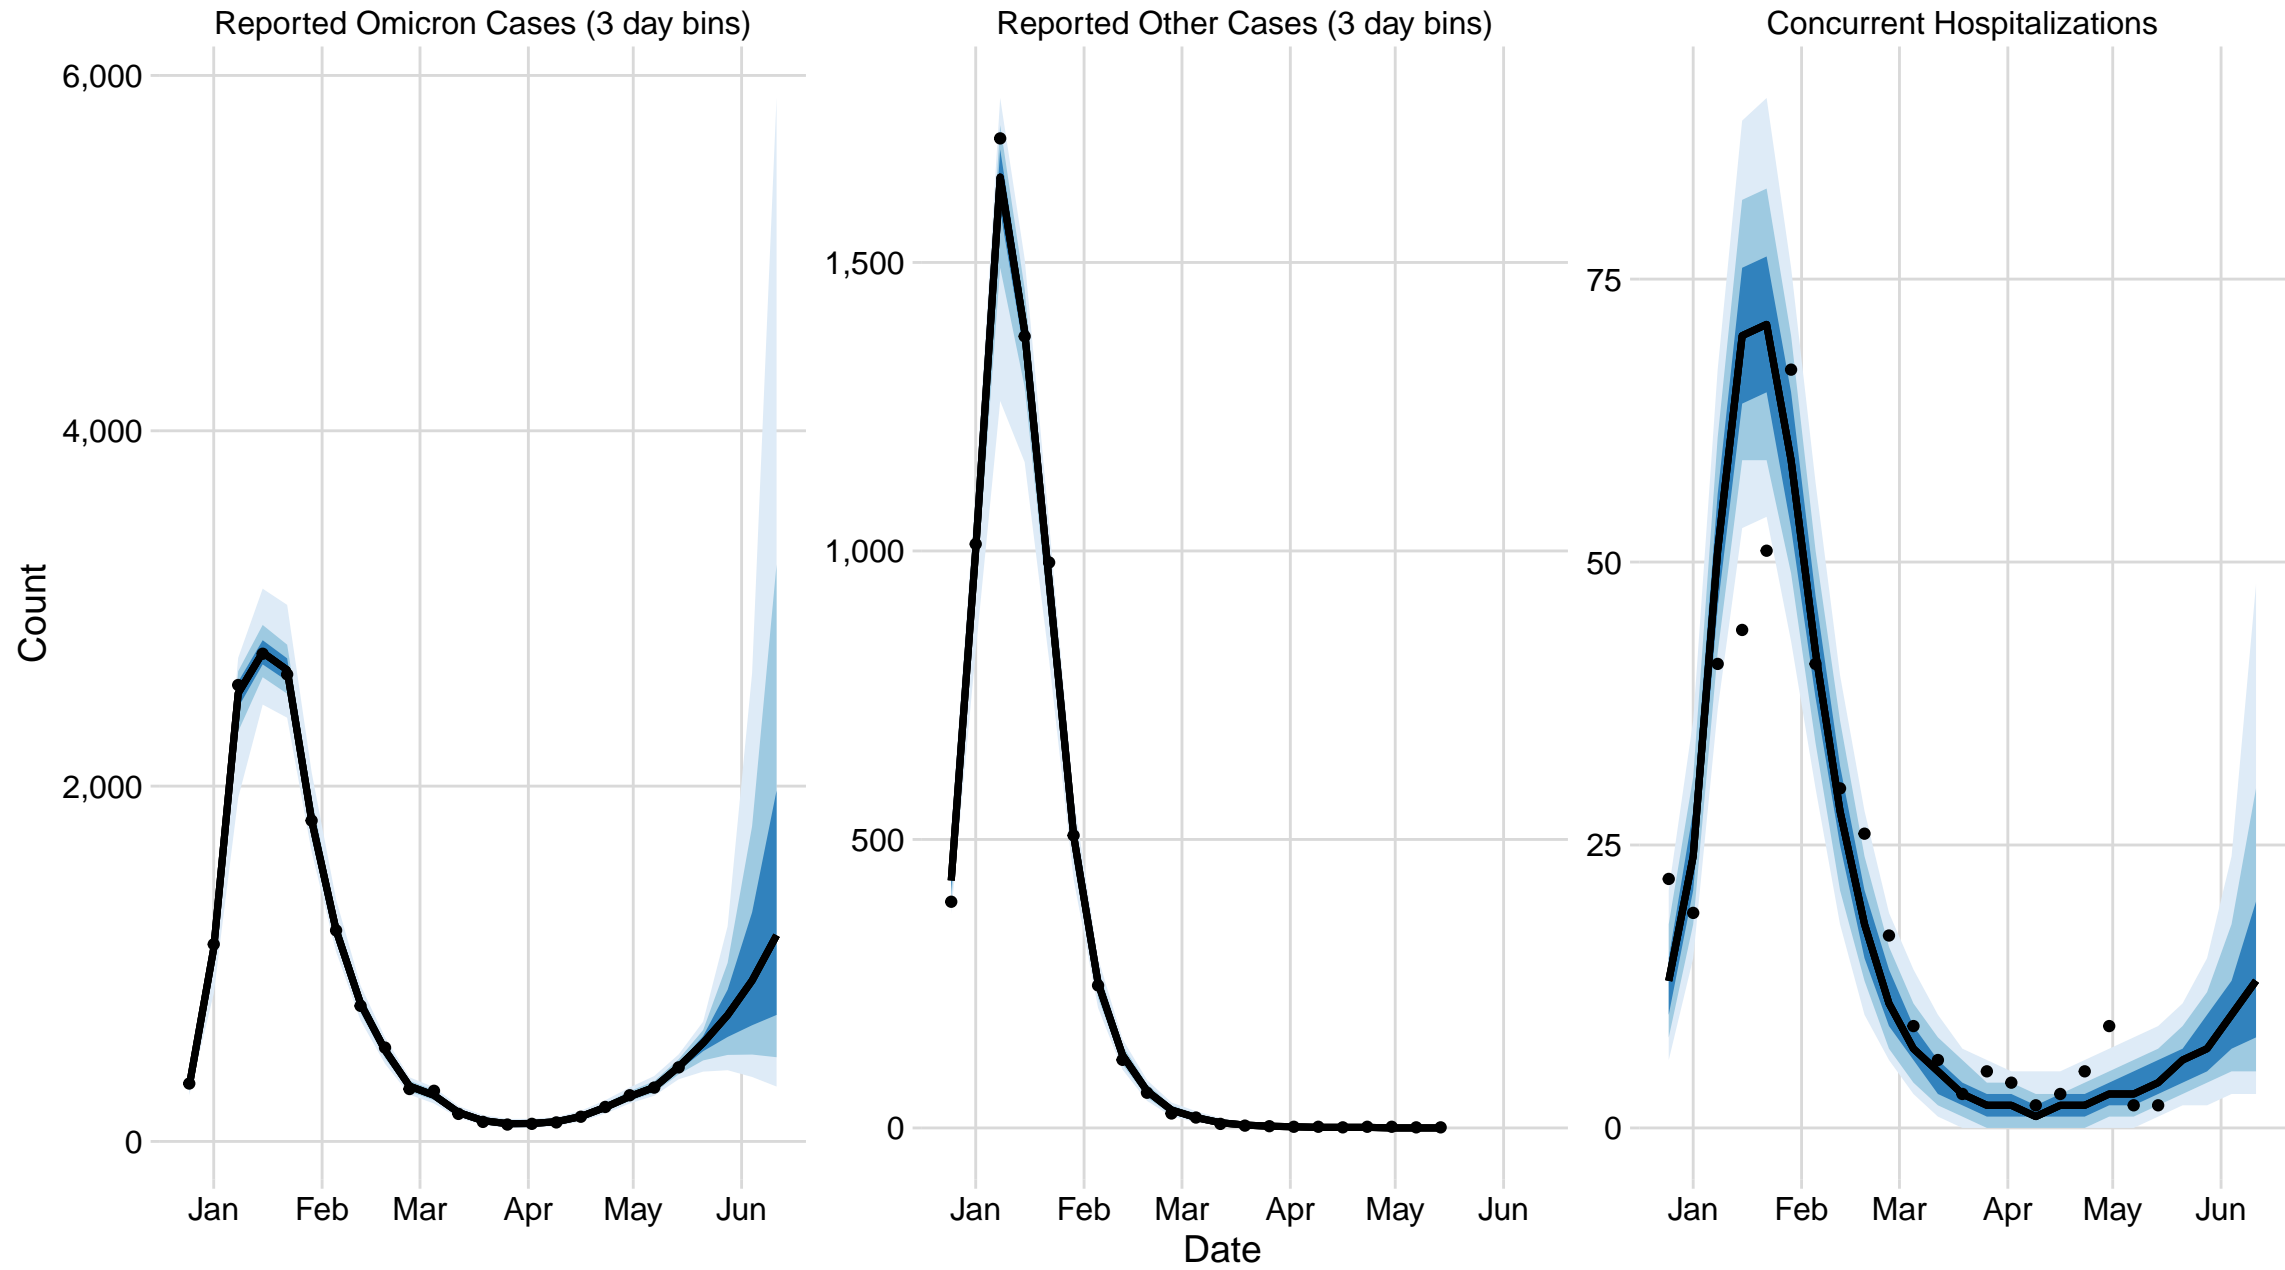 Reported Omicron Cases (3 day bins)
Reported Other Cases (3 day bins)
Concurrent Hospitalizations
Count
6,000
4,000
2,000
0
Jan Feb Mar Apr May Jun
1,500
1,000
500
0
Jan Feb Mar Apr May Jun
75
50
25
0
Jan Feb Mar Apr May Jun
Date